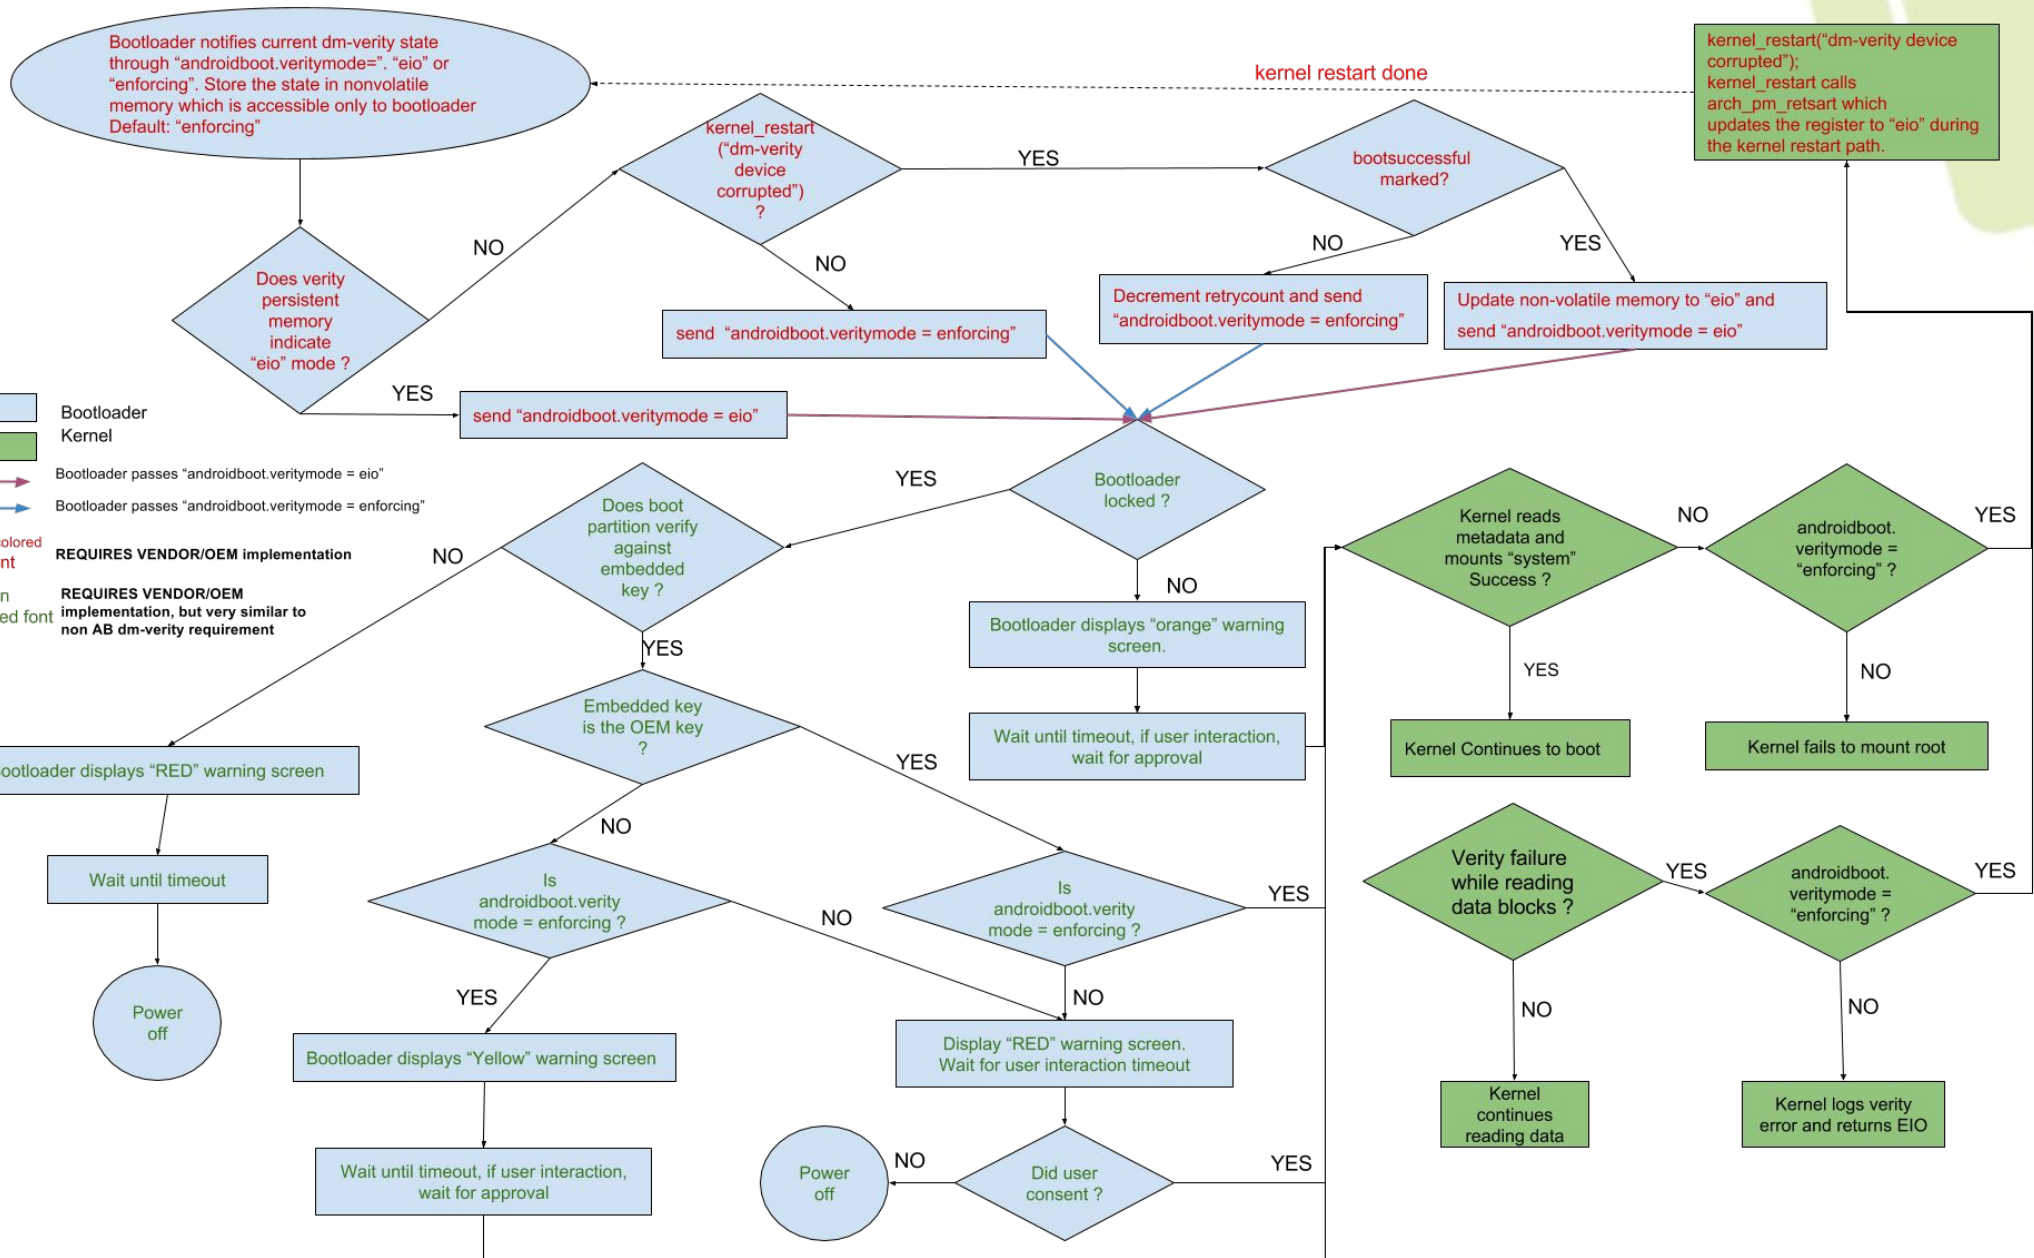 Bootloader notifies current dm-verity state
through “androidboot.veritymode=”. “eio” or
“enforcing”. Store the state in nonvolatile
memory which is accessible only to bootloader
Default: “enforcing”
kernel restart done
kernel_restart(“dm-verity device
corrupted”);
kernel_restart calls
arch_pm_retsart which
updates the register to “eio” during
the kernel restart path.
kernel_restart
(“dm-verity
device
corrupted”)
?
YES
bootsuccessful
marked?
NO
NO
NO
YES
Does verity
persistent
memory
indicate
“eio” mode ?
send “androidboot.veritymode = enforcing”
Decrement retrycount and send
“androidboot.veritymode = enforcing”
Update non-volatile memory to “eio” and
send “androidboot.veritymode = eio”
YES
send “androidboot.veritymode = eio”
Bootloader
Kernel
Bootloader passes “androidboot.veritymode = eio”
Bootloader passes “androidboot.veritymode = enforcing”
colored
nt
REQUIRES VENDOR/OEM implementation
n
ed font
REQUIRES VENDOR/OEM
implementation, but very similar to
non AB dm-verity requirement
Bootloader
locked ?
YES
NO
Does boot
partition verify
against
embedded
key ?
NO
YES
Bootloader displays “orange” warning
screen.
Wait until timeout, if user interaction,
wait for approval
Embedded key
is the OEM key
?
YES
NO
ootloader displays “RED” warning screen
Wait until timeout
Power
off
Is
androidboot.verity
mode = enforcing ?
NO
YES
Is
androidboot.verity
mode = enforcing ?
YES
NO
Bootloader displays “Yellow” warning screen
Wait until timeout, if user interaction,
wait for approval
Display “RED” warning screen.
Wait for user interaction timeout
Did user
consent ?
NO
YES
Power
off
Kernel reads
metadata and
mounts “system”
Success ?
NO
YES
androidboot.
veritymode =
“enforcing” ?
YES
NO
Kernel Continues to boot
Kernel fails to mount root
Verity failure
while reading
data blocks ?
YES
NO
androidboot.
veritymode =
“enforcing” ?
YES
NO
Kernel
continues
reading data
Kernel logs verity
error and returns EIO